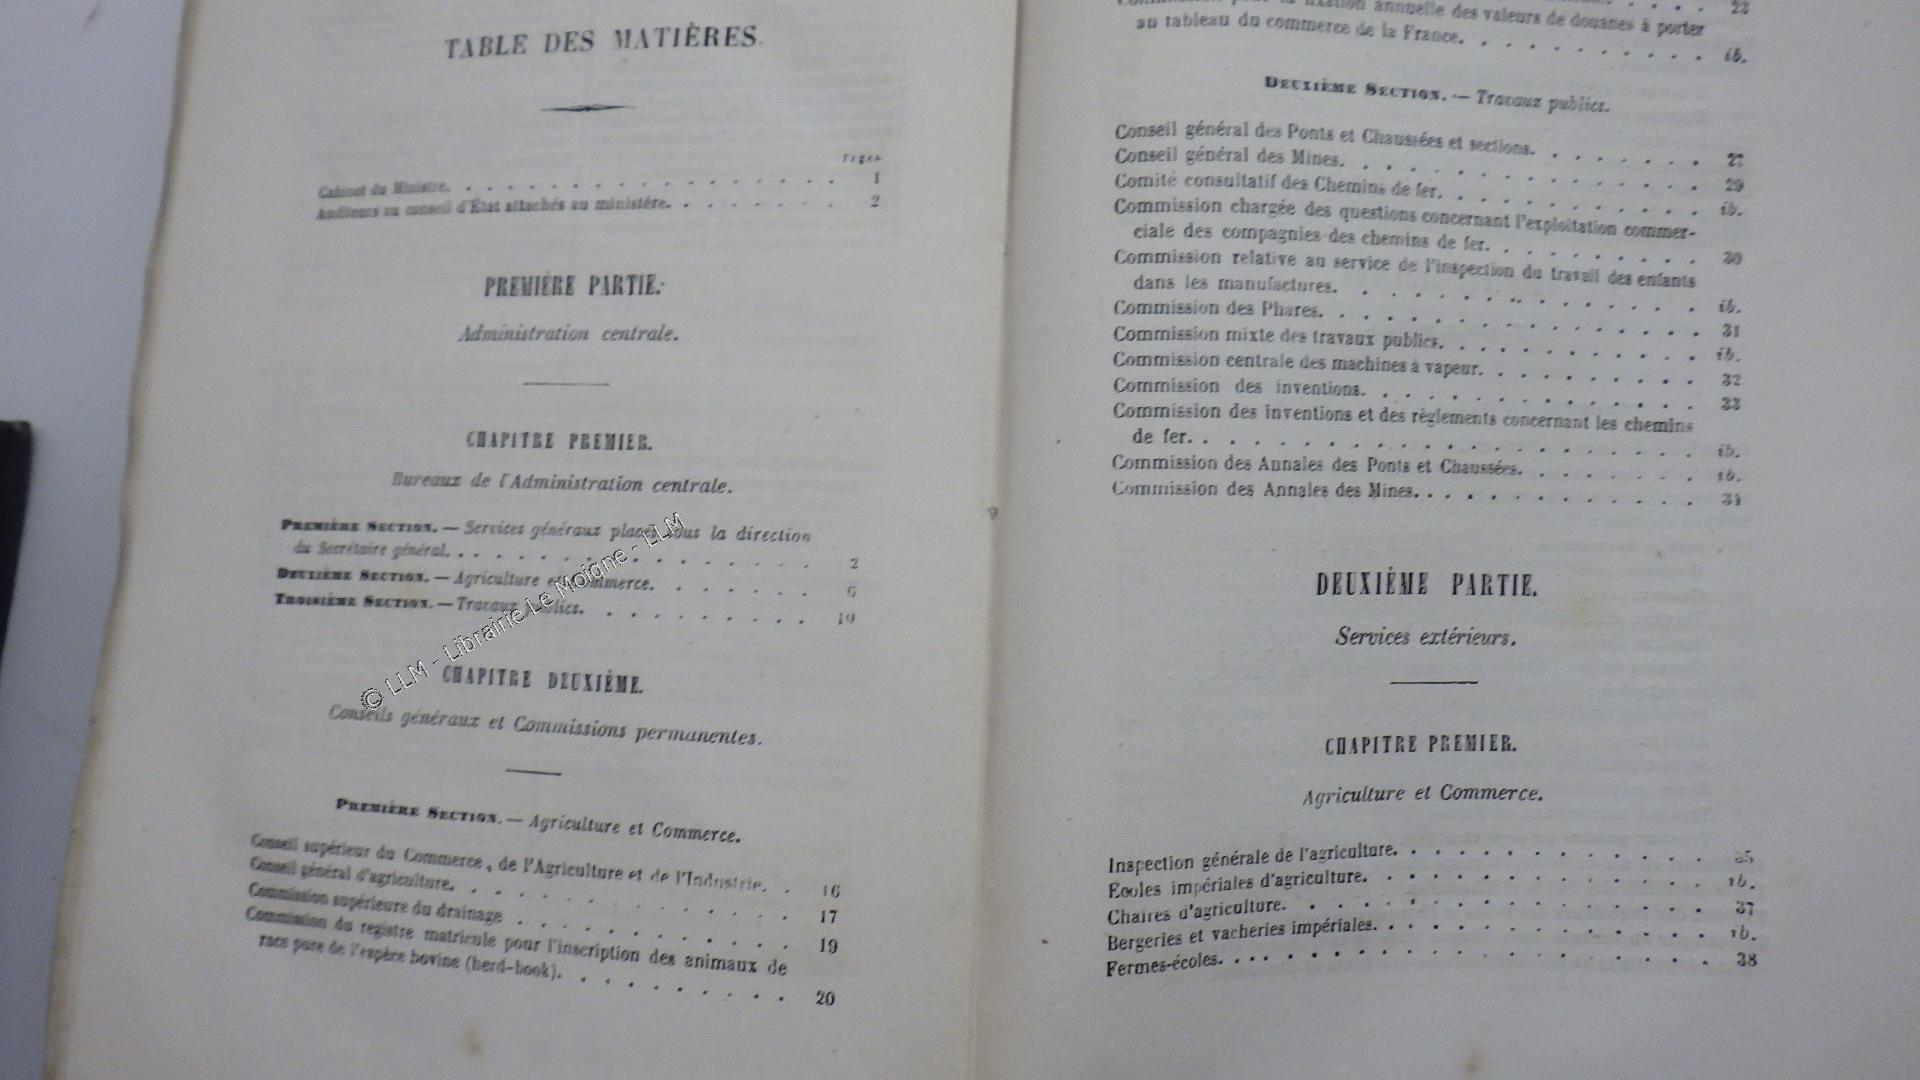 TABLE DES MATIÈRES.
Pages
Cabinet du Ministre. 1
Auditeurs au conseil d'État attachés au ministère. 2
PREMIÈRE PARTIE.
Administration centrale.
CHAPITRE PREMIER.
Bureaux de l'Administration centrale.
PREMIÈRE SECTION. — Services généraux placés sous la direction
du Secrétaire général. 2
DEUXIÈME SECTION. — Agriculture et Commerce. 6
TROISIÈME SECTION. — Travaux publics. 10
CHAPITRE DEUXIÈME.
Conseils généraux et Commissions permanentes.
PREMIÈRE SECTION. — Agriculture et Commerce.
Conseil supérieur du Commerce, de l'Agriculture et de l'Industrie. 16
Conseil général d'agriculture. 17
Commission supérieure du drainage 19
Commission du registre matricule pour l'inscription des animaux de
race pure de l'espèce bovine (herd-book). 20
© LLM - Librairie Le Moigne - LLM
annuelle des valeurs de douanes à porter
au tableau du commerce de la France. ib.
DEUXIÈME SECTION. — Travaux publics.
Conseil général des Ponts et Chaussées et sections. 27
Conseil général des Mines. 29
Comité consultatif des Chemins de fer. ib.
Commission chargée des questions concernant l'exploitation commer-
ciale des compagnies des chemins de fer. 30
Commission relative au service de l'inspection du travail des enfants
dans les manufactures. ib.
Commission des Phares. 31
Commission mixte des travaux publics. ib.
Commission centrale des machines à vapeur. 32
Commission des inventions. 33
Commission des inventions et des règlements concernant les chemins
de fer. ib.
Commission des Annales des Ponts et Chaussées. ib.
Commission des Annales des Mines. 34
DEUXIÈME PARTIE.
Services extérieurs.
CHAPITRE PREMIER.
Agriculture et Commerce.
Inspection générale de l'agriculture. 35
Écoles impériales d'agriculture. ib.
Chaires d'agriculture. 37
Bergeries et vacheries impériales. ib.
Fermes-écoles. 38